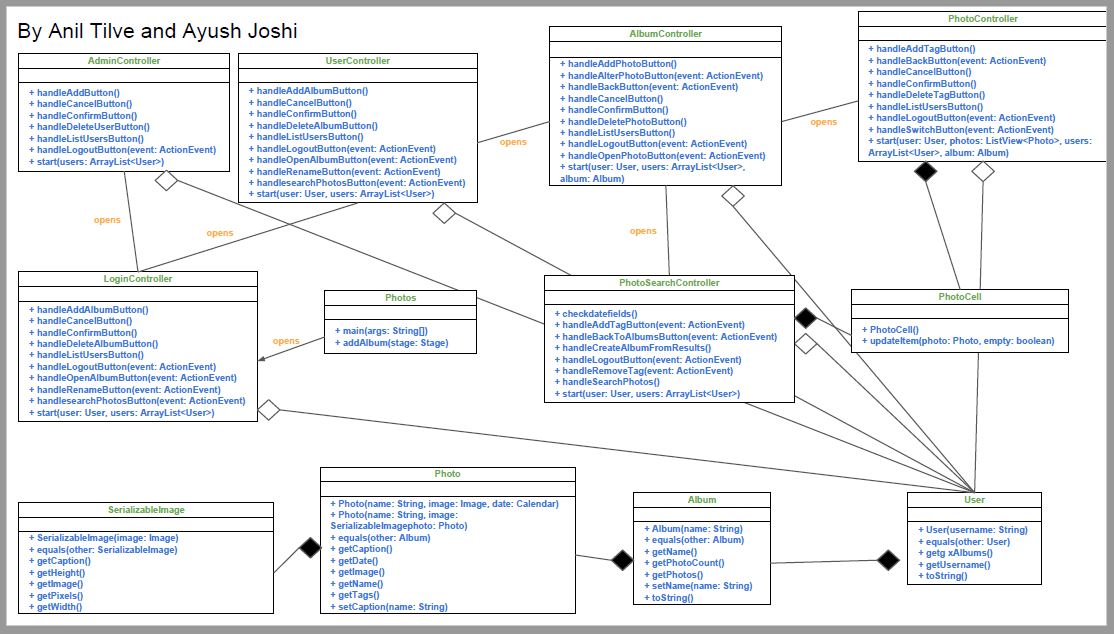 By Anil Tilve and Ayush Joshi
AdminController
+ handleAddButton()
+ handleCancelButton()
+ handleConfirmButton()
+ handleDeleteUserButton()
+ handleListUsersButton()
+ handleLogoutButton(event: ActionEvent)
+ start(users: ArrayList<User>)
UserController
+ handleAddAlbumButton()
+ handleCancelButton()
+ handleConfirmButton()
+ handleDeleteAlbumButton()
+ handleListUsersButton()
+ handleLogoutButton(event: ActionEvent)
+ handleOpenAlbumButton(event: ActionEvent)
+ handleRenameButton(event: ActionEvent)
+ handlesearchPhotosButton(event: ActionEvent)
+ start(user: User, users: ArrayList<User>)
opens
AlbumController
+ handleAddPhotoButton()
+ handleAlterPhotoButton(event: ActionEvent)
+ handleBackButton(event: ActionEvent)
+ handleCancelButton()
+ handleConfirmButton()
+ handleDeletePhotoButton()
+ handleListUsersButton()
+ handleLogoutButton(event: ActionEvent)
+ handleOpenPhotoButton(event: ActionEvent)
+ start(user: User, users: ArrayList<User>,
album: Album)
opens
PhotoController
+ handleAddTagButton()
+ handleBackButton(event: ActionEvent)
+ handleCancelButton()
+ handleConfirmButton()
+ handleDeleteTagButton()
+ handleListUsersButton()
+ handleLogoutButton(event: ActionEvent)
+ handleSwitchButton(event: ActionEvent)
+ start(user: User, photos: ListView<Photo>, users:
ArrayList<User>, album: Album)
opens
opens
opens
LoginController
+ handleAddAlbumButton()
+ handleCancelButton()
+ handleConfirmButton()
+ handleDeleteAlbumButton()
+ handleListUsersButton()
+ handleLogoutButton(event: ActionEvent)
+ handleOpenAlbumButton(event: ActionEvent)
+ handleRenameButton(event: ActionEvent)
+ handlesearchPhotosButton(event: ActionEvent)
+ start(user: User, users: ArrayList<User>)
opens
Photos
+ main(args: String[])
+ addAlbum(stage: Stage)
PhotoSearchController
+ checkdatefields()
+ handleAddTagButton(event: ActionEvent)
+ handleBackToAlbumsButton(event: ActionEvent)
+ handleCreateAlbumFromResults()
+ handleLogoutButton(event: ActionEvent)
+ handleRemoveTag(event: ActionEvent)
+ handleSearchPhotos()
+ start(user: User, users: ArrayList<User>)
PhotoCell
+ PhotoCell()
+ updateItem(photo: Photo, empty: boolean)
SerializableImage
+ SerializableImage(image: Image)
+ equals(other: SerializableImage)
+ getCaption()
+ getHeight()
+ getImage()
+ getPixels()
+ getWidth()
Photo
+ Photo(name: String, image: Image, date: Calendar)
+ Photo(name: String, image:
SerializableImagephoto: Photo)
+ equals(other: Album)
+ getCaption()
+ getDate()
+ getImage()
+ getName()
+ getTags()
+ setCaption(name: String)
Album
+ Album(name: String)
+ equals(other: Album)
+ getName()
+ getPhotoCount()
+ getPhotos()
+ setName(name: String)
+ toString()
User
+ User(username: String)
+ equals(other: User)
+ getg xAlbums()
+ getUsername()
+ toString()